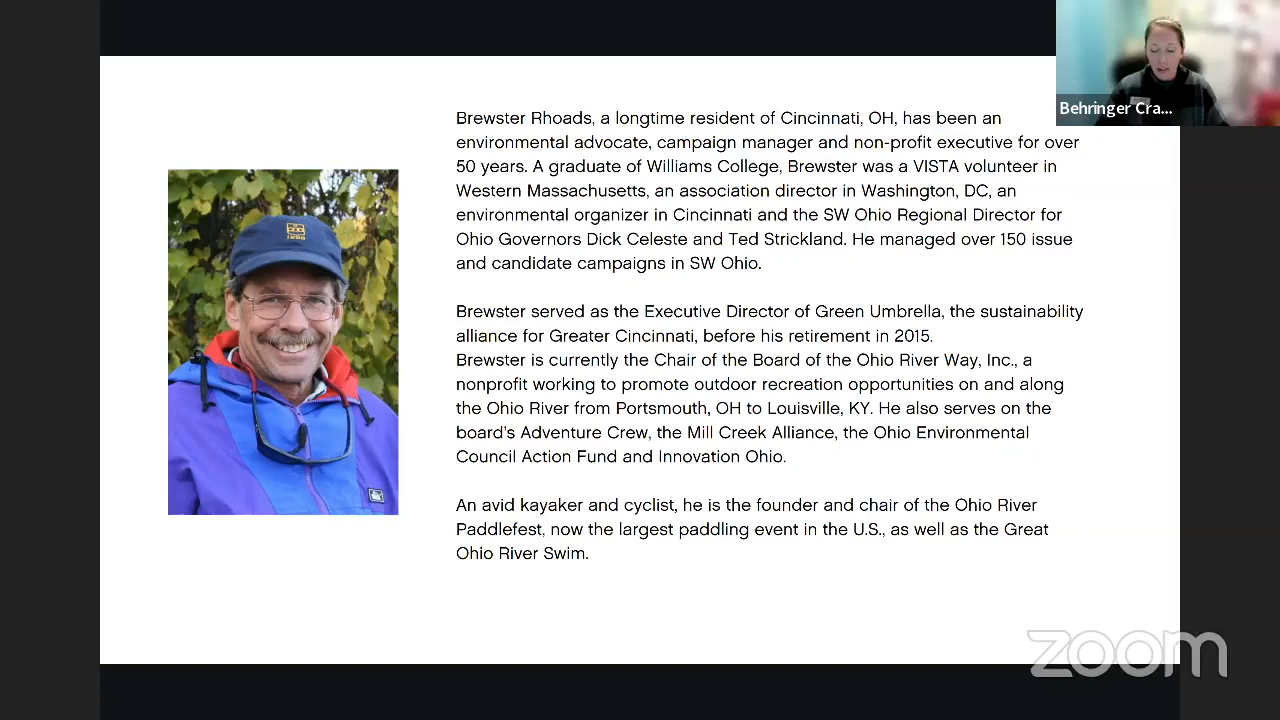 Behringer Cra...
Brewster Rhoads, a longtime resident of Cincinnati, OH, has been an
environmental advocate, campaign manager and non-profit executive for over
50 years. A graduate of Williams College, Brewster was a VISTA volunteer in
Western Massachusetts, an association director in Washington, DC, an
environmental organizer in Cincinnati and the SW Ohio Regional Director for
Ohio Governors Dick Celeste and Ted Strickland. He managed over 150 issue
and candidate campaigns in SW Ohio.
Brewster served as the Executive Director of Green Umbrella, the sustainability
alliance for Greater Cincinnati, before his retirement in 2015.
Brewster is currently the Chair of the Board of the Ohio River Way, Inc., a
nonprofit working to promote outdoor recreation opportunities on and along
the Ohio River from Portsmouth, OH to Louisville, KY. He also serves on the
board's Adventure Crew, the Mill Creek Alliance, the Ohio Environmental
Council Action Fund and Innovation Ohio.
An avid kayaker and cyclist, he is the founder and chair of the Ohio River
Paddlefest, now the largest paddling event in the U.S., as well as the Great
Ohio River Swim.
zoom